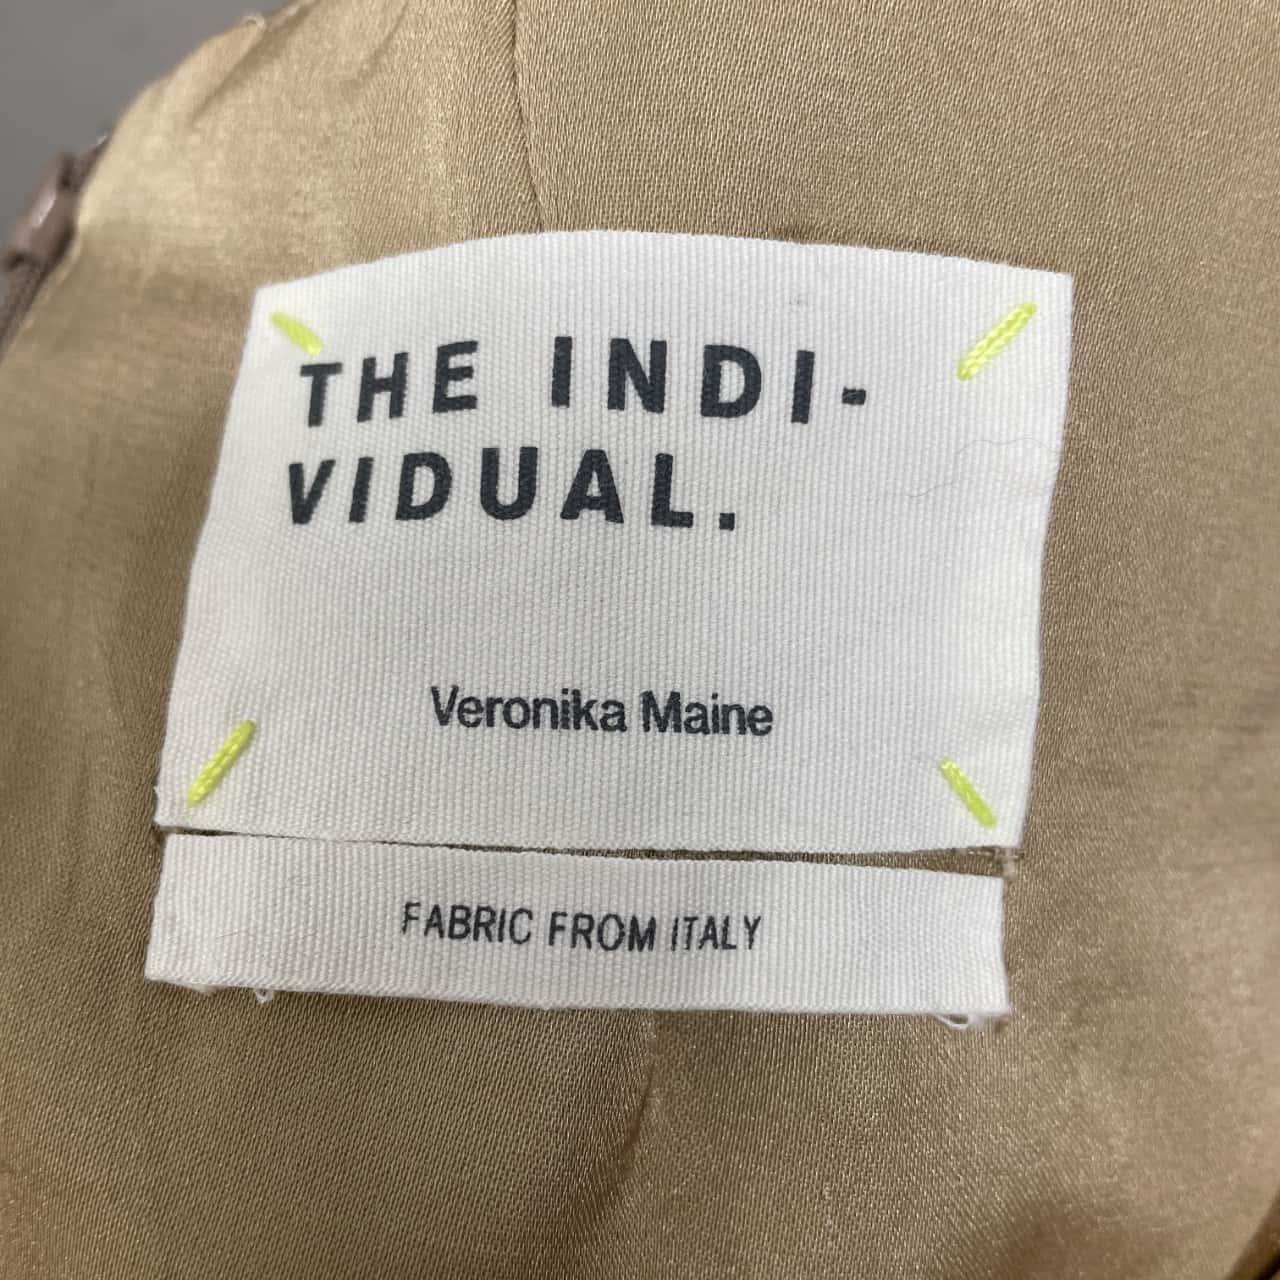 THE INDI-
VIDUAL.
Veronika Maine
FABRIC FROM ITALY